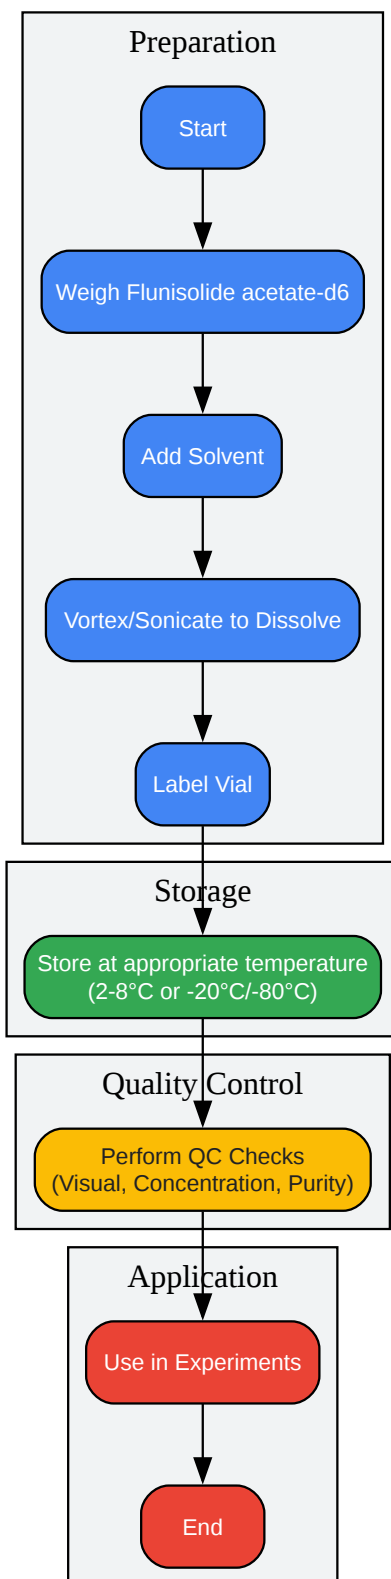 Preparation
Start
Weigh Flunisolide acetate-d6
Add Solvent
Vortex/Sonicate to Dissolve
Label Vial
Storage
Store at appropriate temperature
(2-8°C or -20°C/-80°C)
Quality Control
Perform QC Checks
(Visual, Concentration, Purity)
Application
Use in Experiments
End